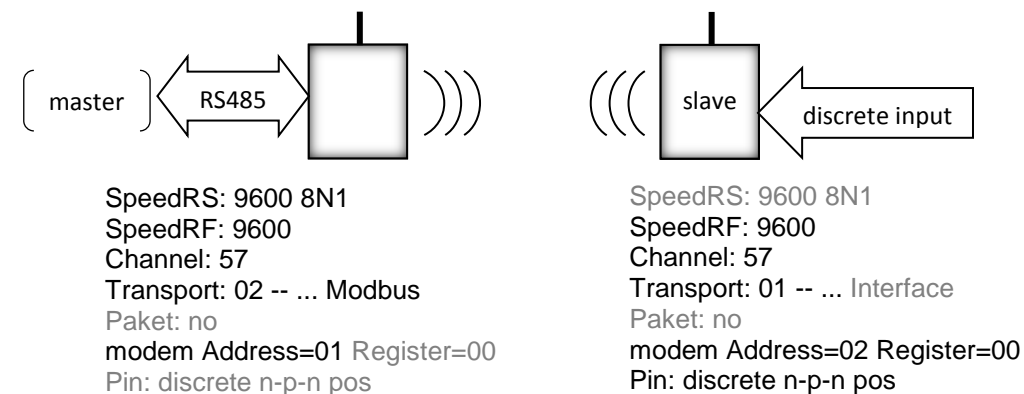 master
RS485
slave
discrete input
SpeedRS: 9600 8N1
SpeedRF: 9600
Channel: 57
Transport: 02 -- ... Modbus
Paket: no
modem Address=01 Register=00
Pin: discrete n-p-n pos
SpeedRS: 9600 8N1
SpeedRF: 9600
Channel: 57
Transport: 01 -- ... Interface
Paket: no
modem Address=02 Register=00
Pin: discrete n-p-n pos